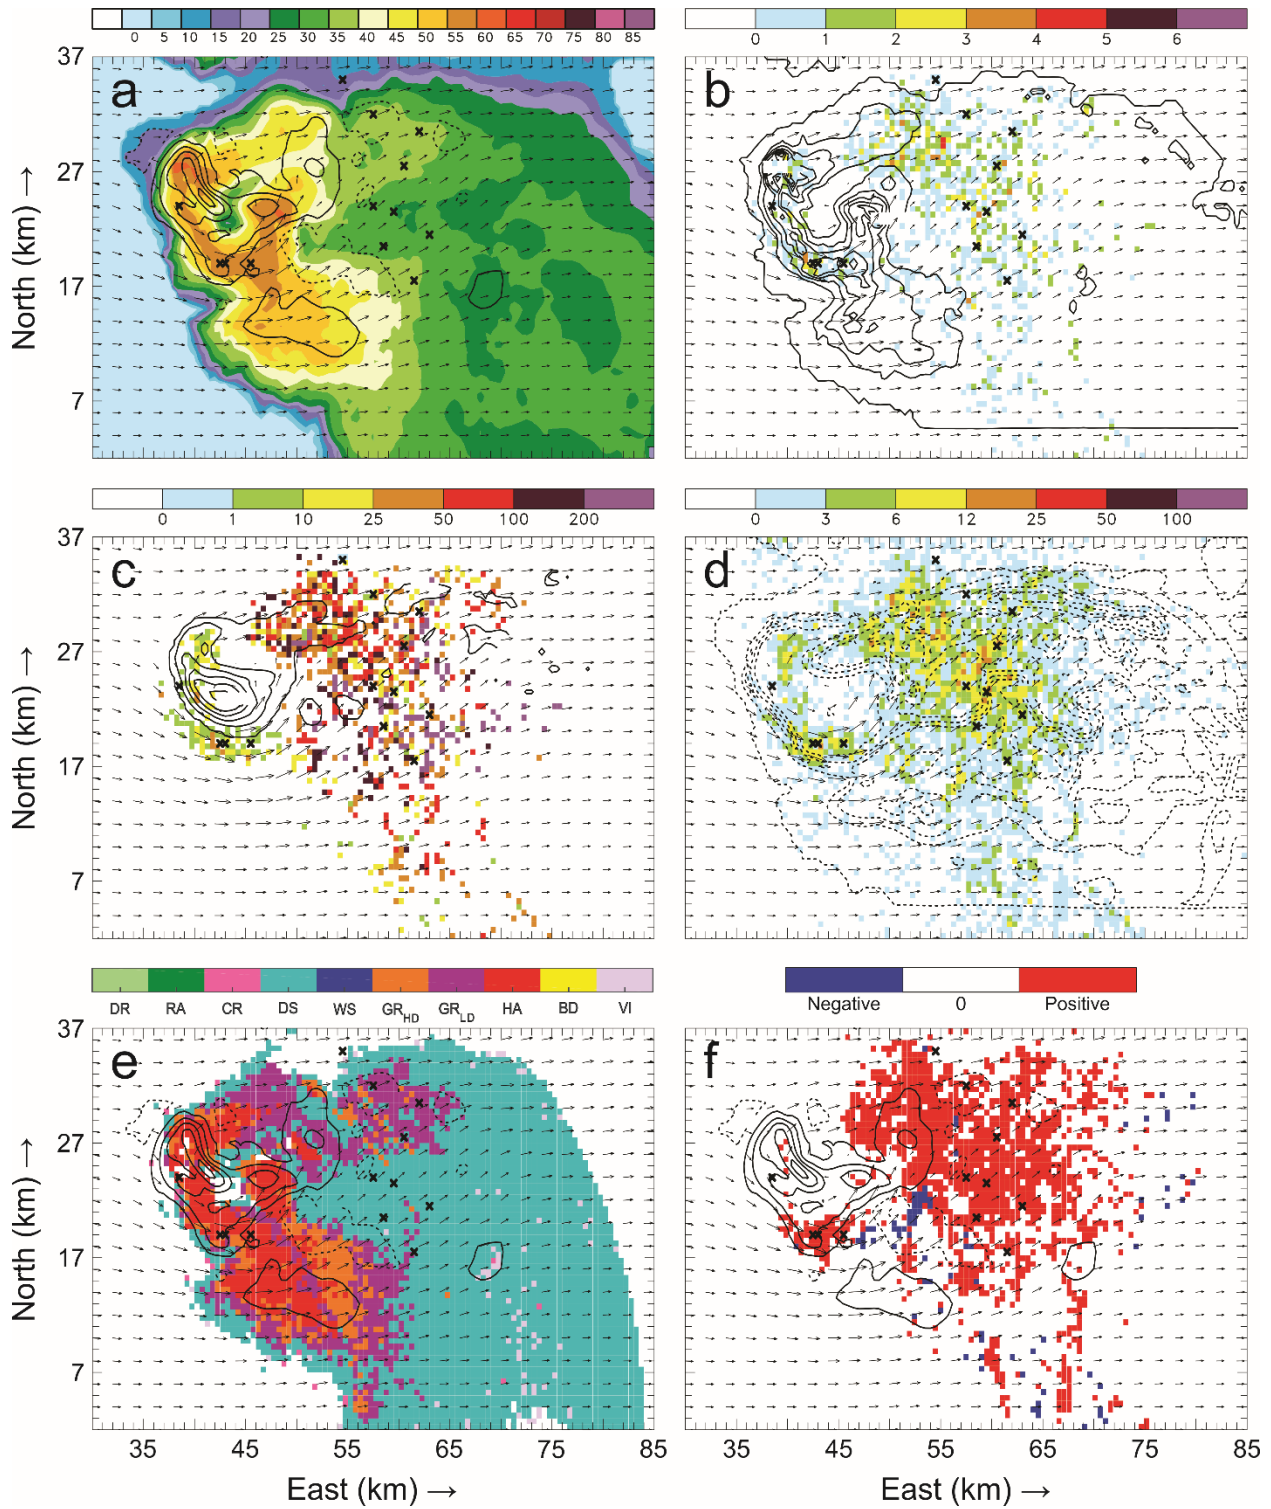 0 5 10 15 20 25 30 35 40 45 50 55 60 65 70 75 80 85
0 1 2 3 4 5 6
37
27
17
7
North (km) →
a
b
0 1 10 25 50 100 200
0 3 6 12 25 50 100
37
27
17
7
North (km) →
c
d
DR RA CR DS WS GR_HD GR_LD HA BD VI
Negative 0 Positive
37
27
17
7
North (km) →
e
f
35 45 55 65 75 85
35 45 55 65 75 85
East (km) →
East (km) →